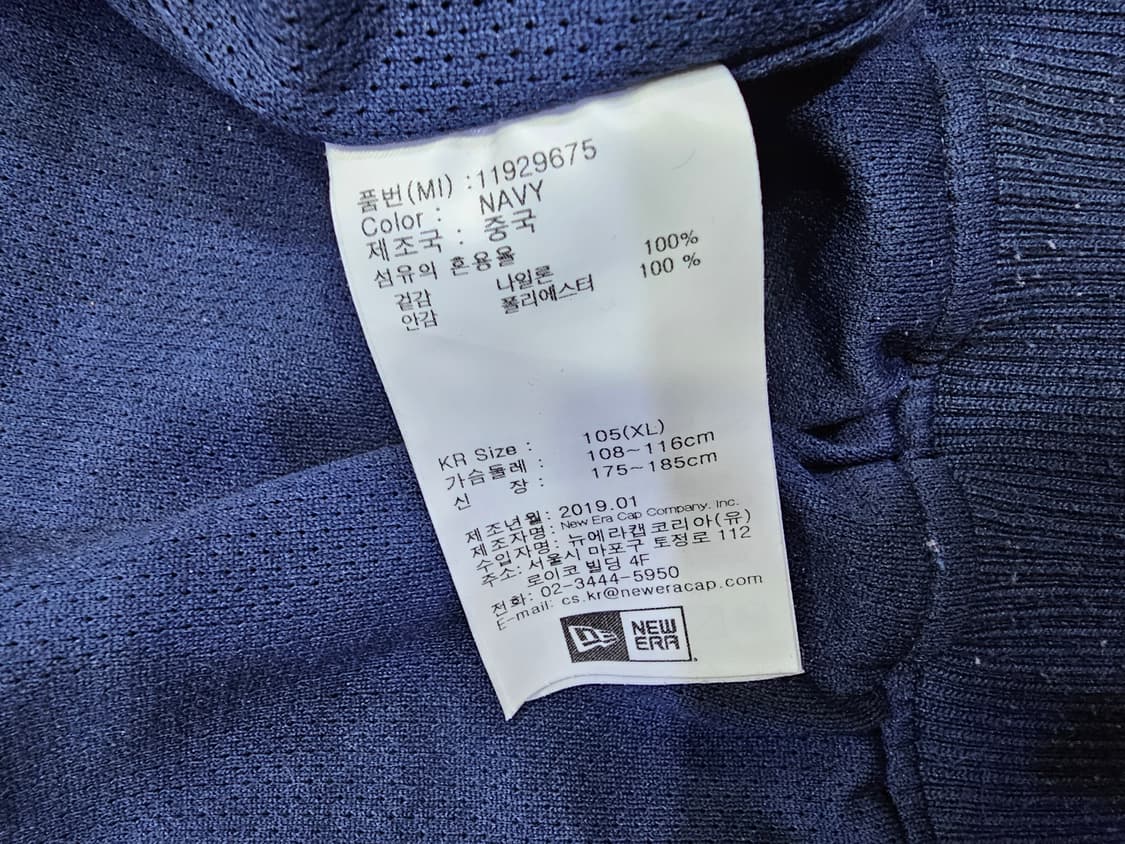 품번(MI) : 11929675
Color : NAVY
제조국 : 중국
섬유의 혼용율
겉감 나일론 100%
안감 폴리에스터 100 %
KR Size : 105(XL)
가슴둘레 : 108~116cm
신 장 : 175~185cm
제조년월: 2019.01
제조자명: New Era Cap Company. Inc.
수입자명: 뉴에라캡코리아(유)
주소: 서울시 마포구 토정로 112
로이코빌딩 4F
전화: 02-3444-5950
E-mail: cs.kr@neweracap.com
NEW
ERA